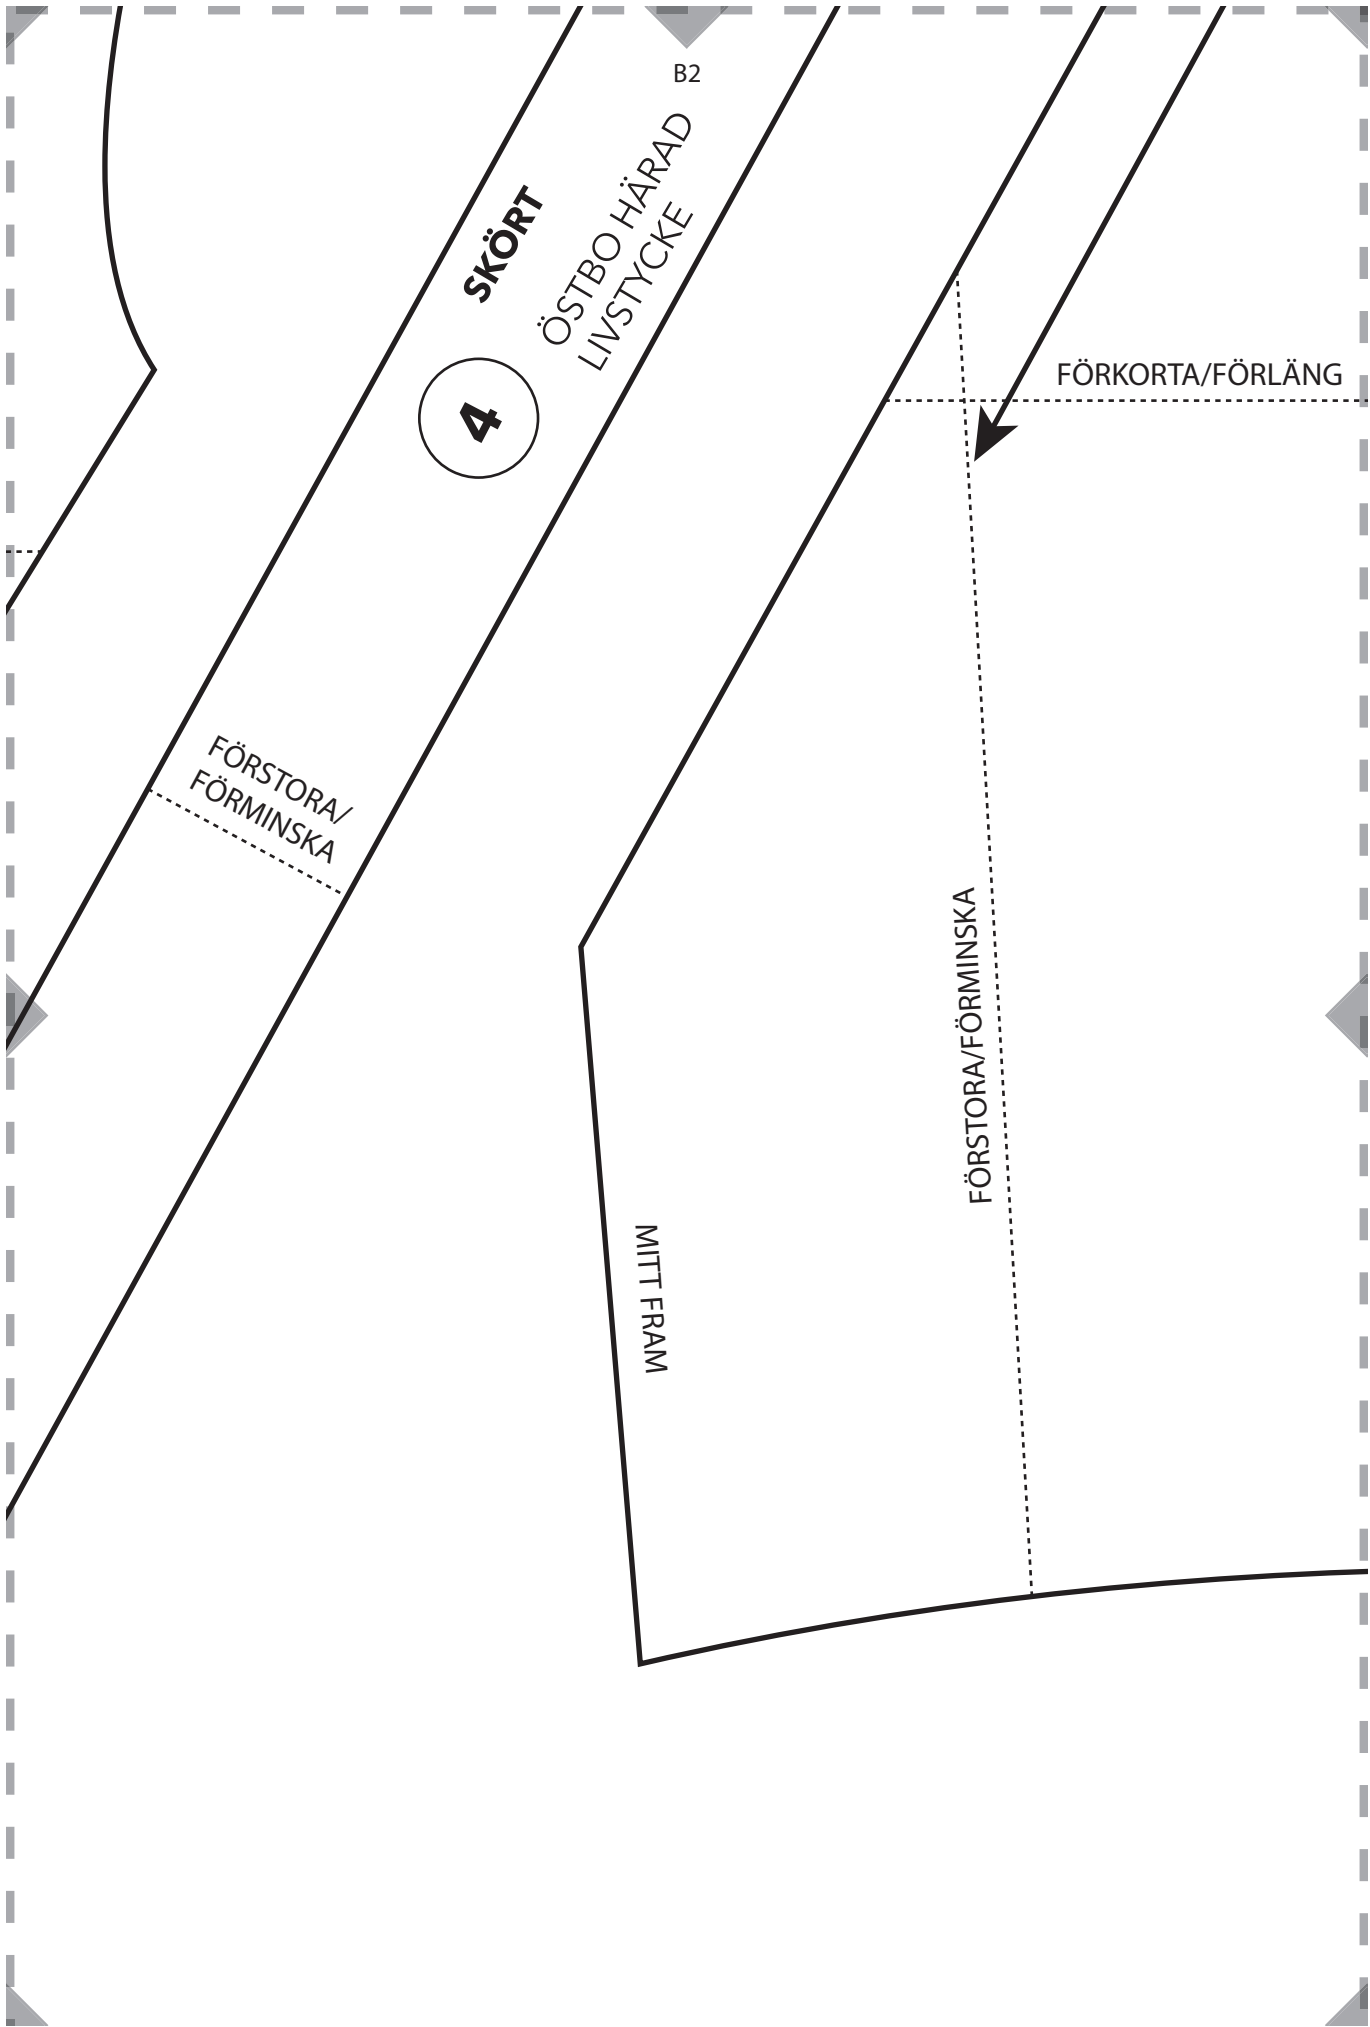 B2
SKÖRT
ÖSTBO HÄRAD
LIVSTYCKE
4
FÖRKORTA/FÖRLÄNG
FÖRSTORA/
FÖRMINSKA
FÖRSTORA/FÖRMINSKA
MITT FRAM